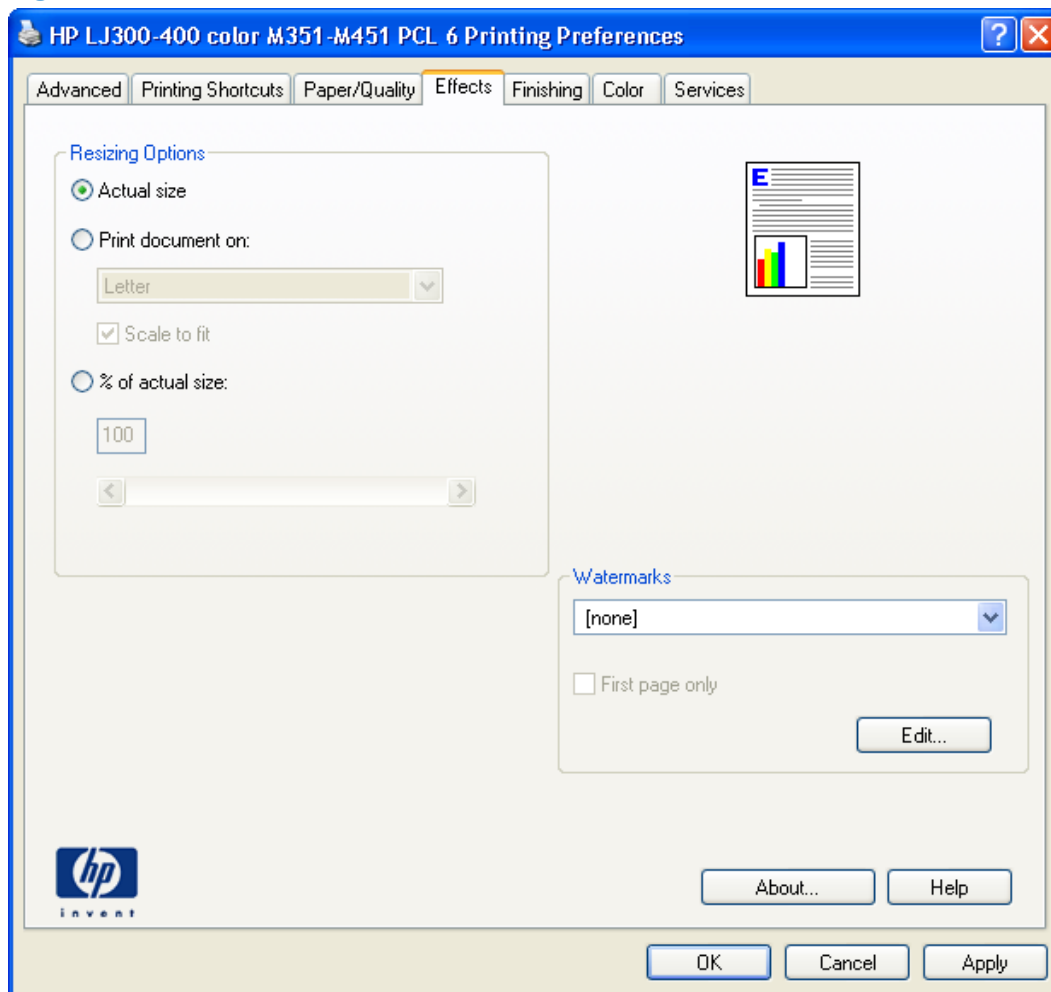 HP LJ300-400 color M351-M451 PCL 6 Printing Preferences
Advanced Printing Shortcuts Paper/Quality Effects Finishing Color Services
Resizing Options
Actual size
Print document on:
Letter
Scale to fit
% of actual size:
100
E
Watermarks
[none]
First page only
Edit...
hp
invent
About... Help
OK Cancel Apply